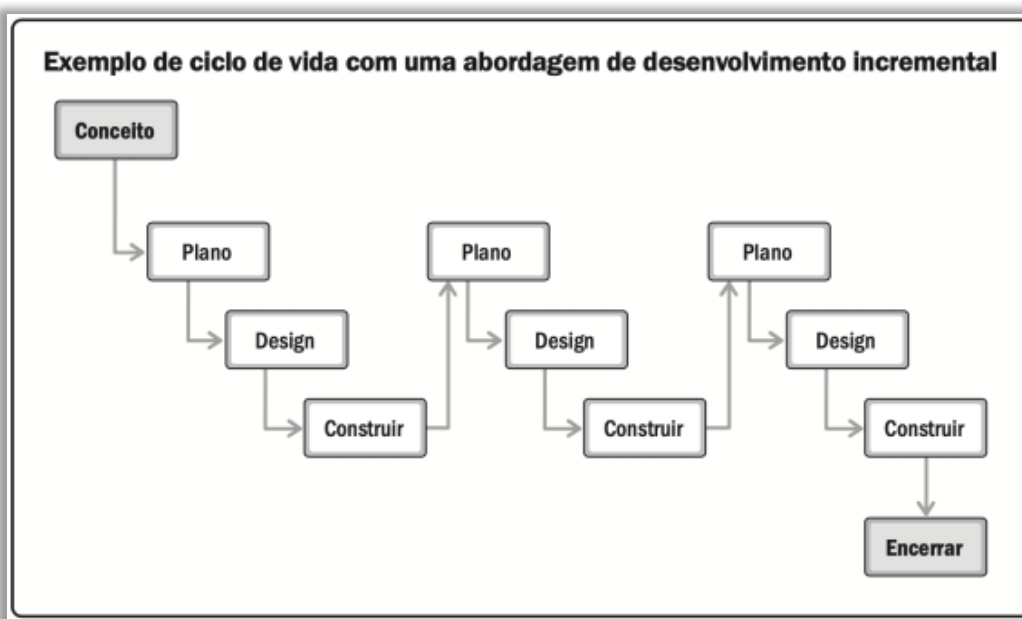 Exemplo de ciclo de vida com uma abordagem de desenvolvimento incremental
Conceito
Plano
Design
Construir
Plano
Design
Construir
Plano
Design
Construir
Encerrar